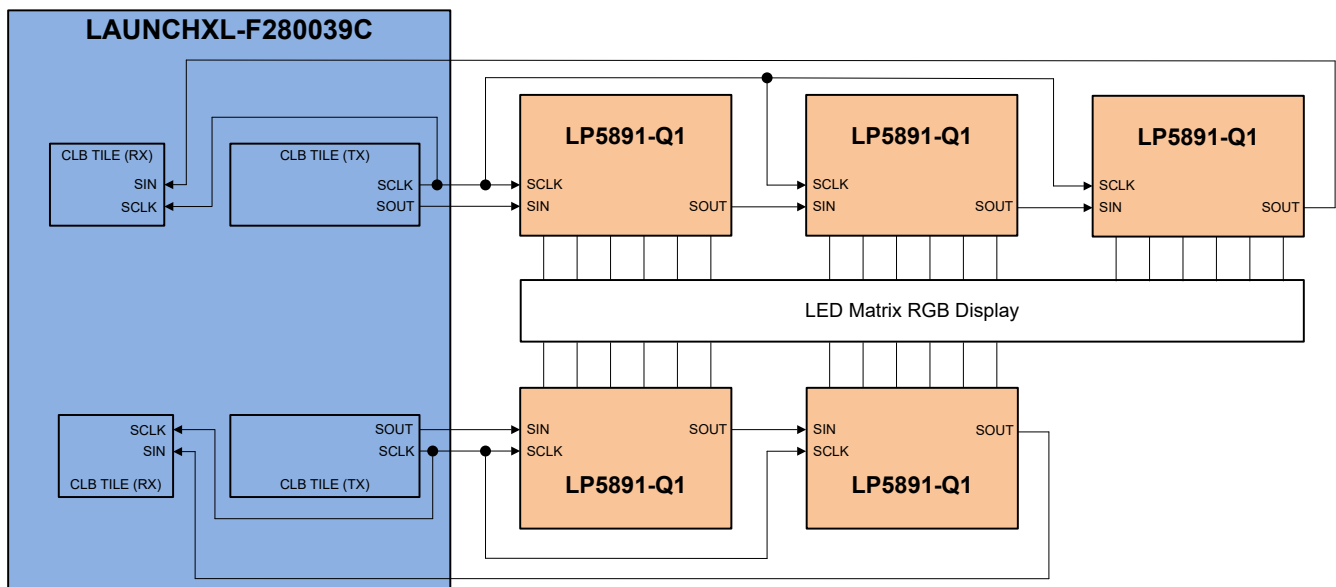 LAUNCHXL-F280039C
CLB TILE (RX)
SIN
SCLK
CLB TILE (TX)
SCLK
SOUT
LP5891-Q1
SCLK
SIN
SOUT
LP5891-Q1
SCLK
SIN
SOUT
LP5891-Q1
SCLK
SIN
SOUT
LED Matrix RGB Display
SCLK
SIN
CLB TILE (RX)
SOUT
SCLK
CLB TILE (TX)
SIN
SCLK
SOUT
LP5891-Q1
SIN
SCLK
SOUT
LP5891-Q1